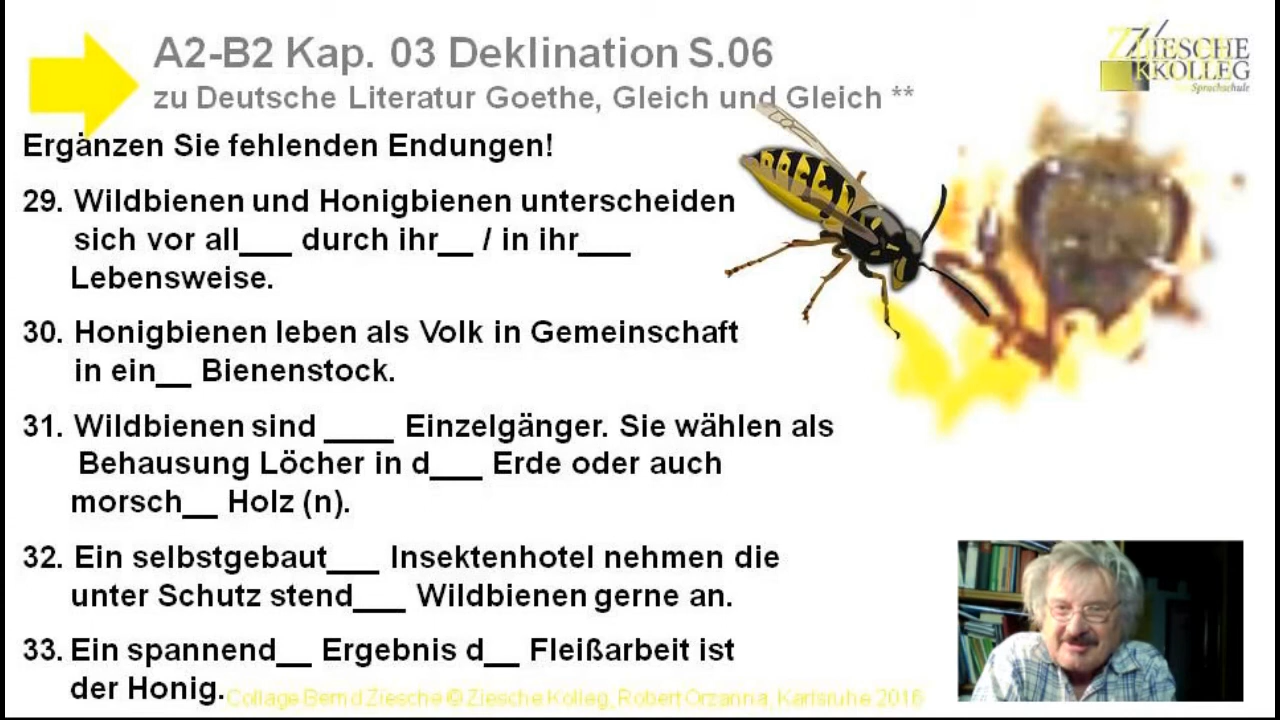 A2-B2 Kap. 03 Deklination S.06
zu Deutsche Literatur Goethe, Gleich und Gleich **
ZIESCHE
KKOLLEG
Sprachschule
Ergänzen Sie fehlenden Endungen!
29. Wildbienen und Honigbienen unterscheiden
sich vor all___ durch ihr__ / in ihr___
Lebensweise.
30. Honigbienen leben als Volk in Gemeinschaft
in ein__ Bienenstock.
31. Wildbienen sind ____ Einzelgänger. Sie wählen als
Behausung Löcher in d___ Erde oder auch
morsch__ Holz (n).
32. Ein selbstgebaut___ Insektenhotel nehmen die
unter Schutz stend___ Wildbienen gerne an.
33. Ein spannend__ Ergebnis d__ Fleißarbeit ist
der Honig.
Collage Bernd Ziesche © Ziesche Kolleg, Robert Orzanna, Karlsruhe 2016